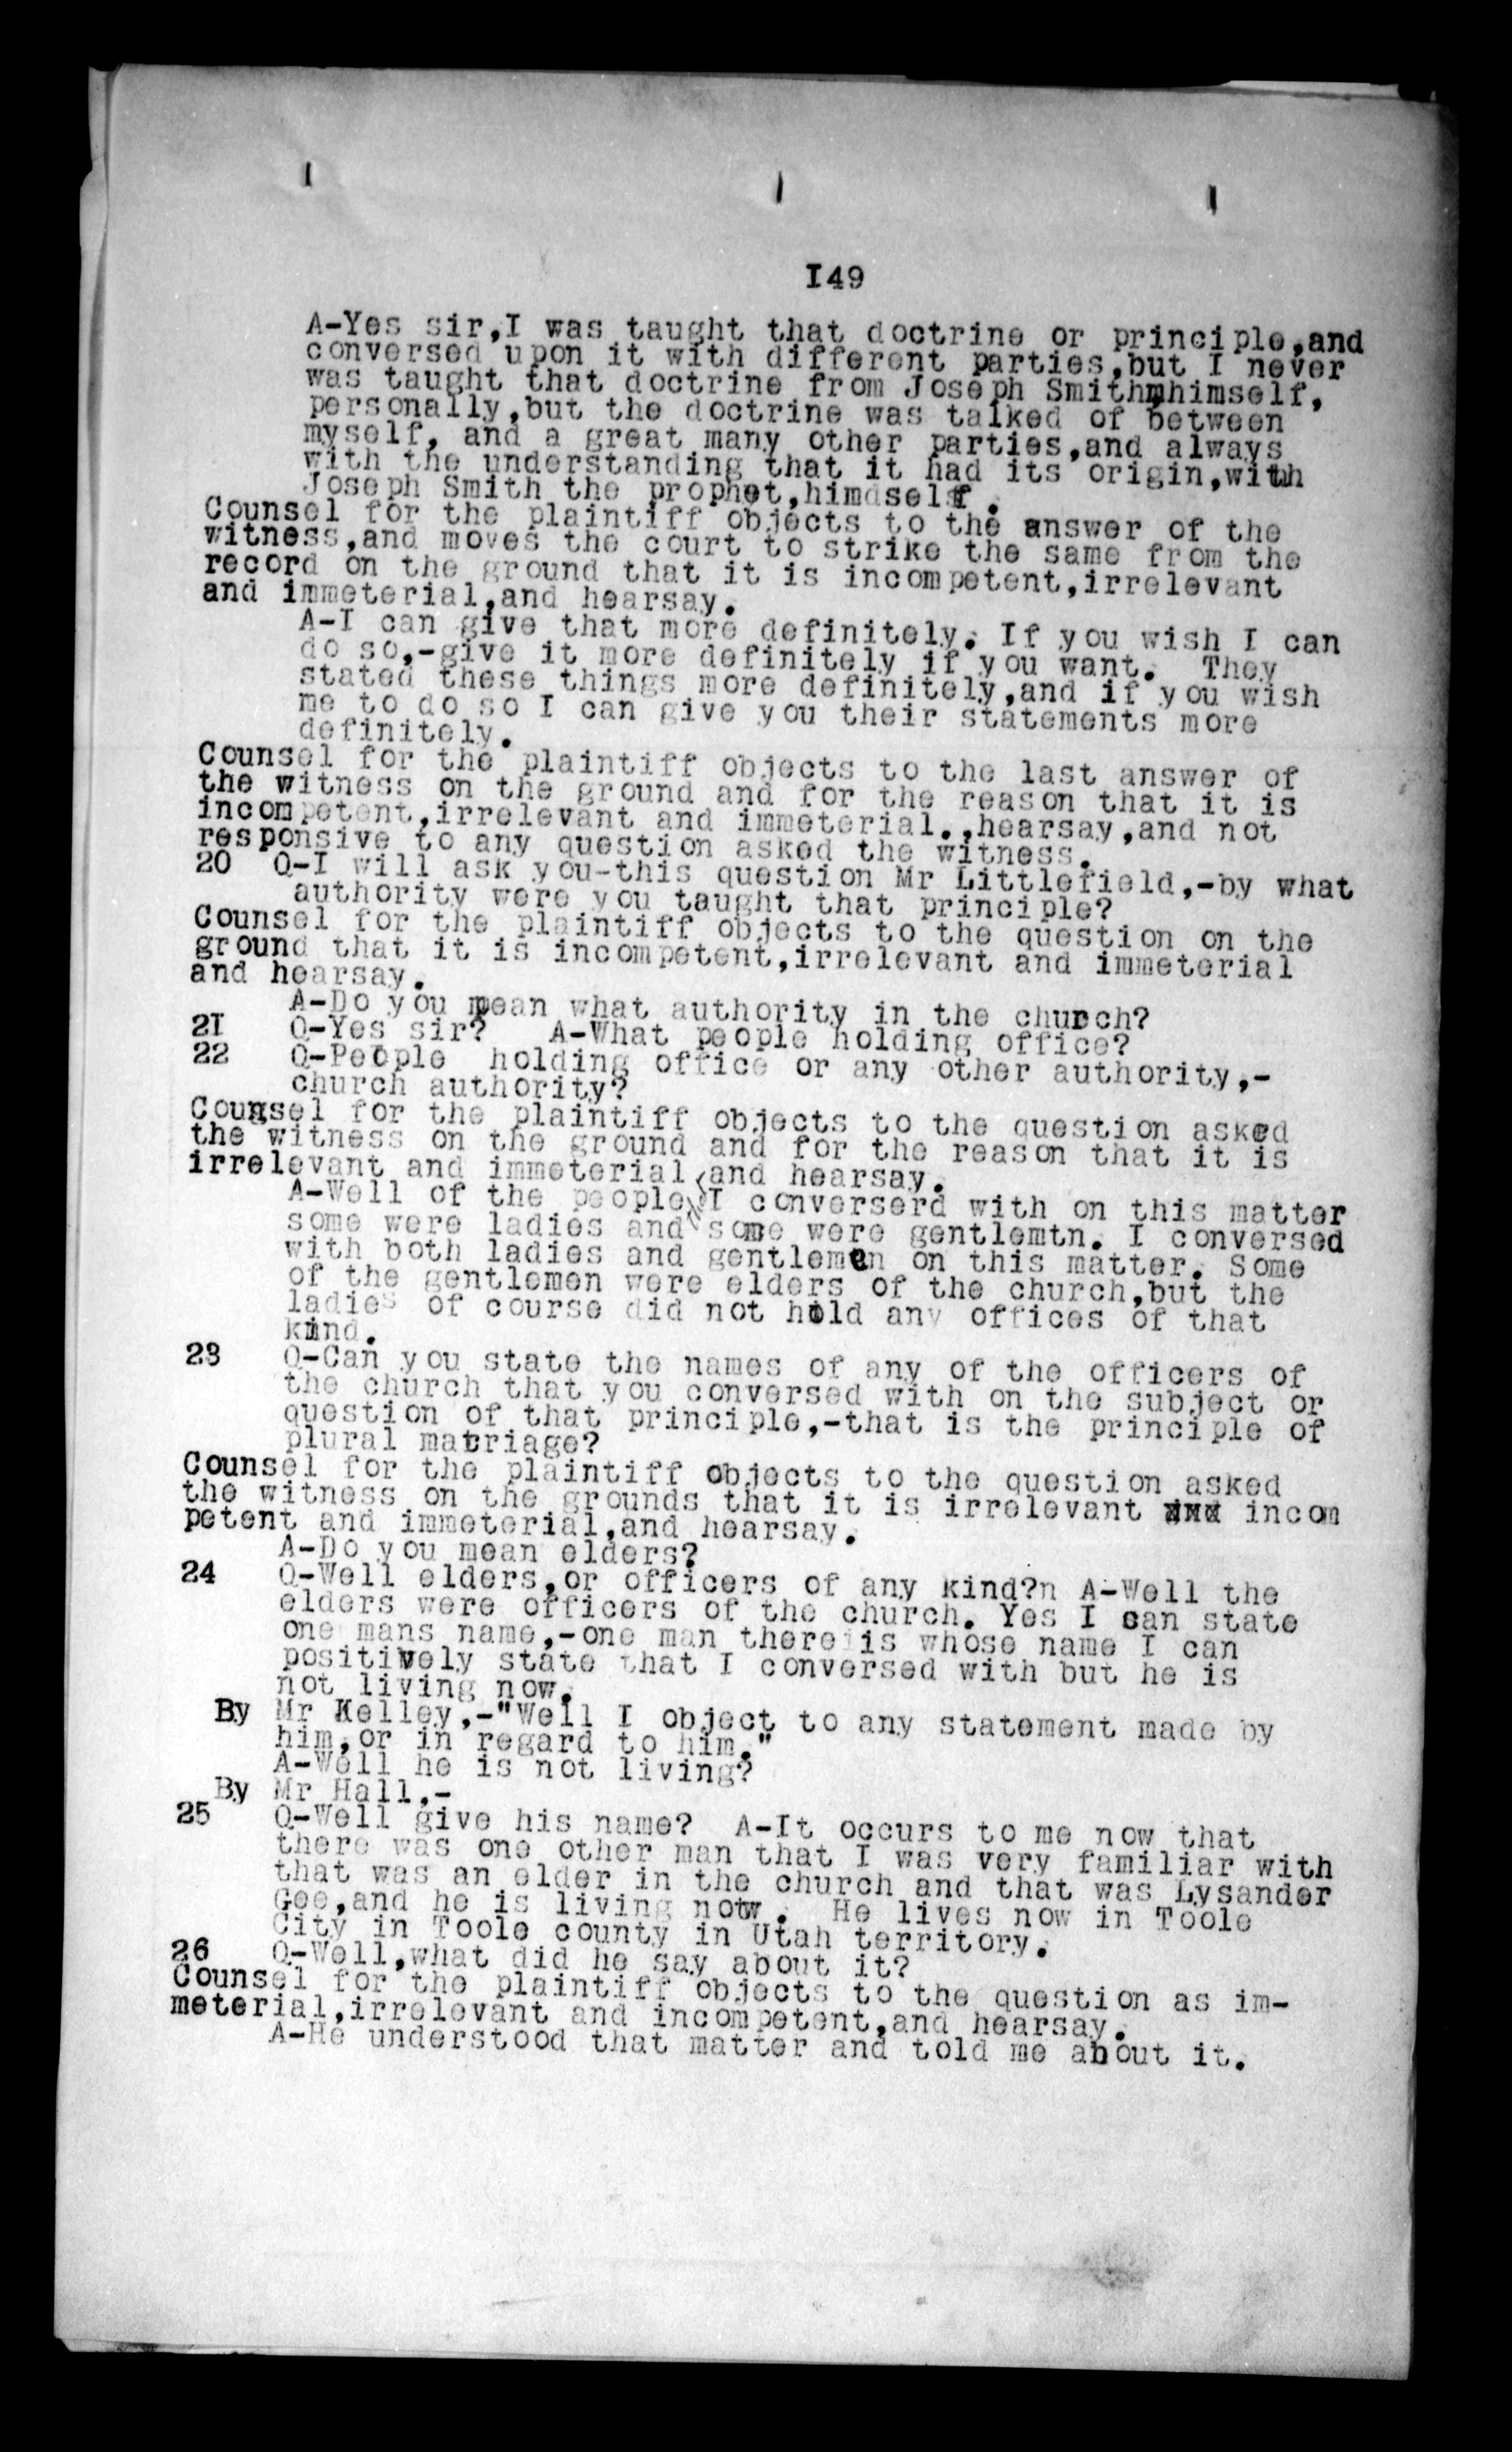 I49
A-Yes sir,I was taught that doctrine or principle,and
conversed upon it with different parties,but I never
was taught that doctrine from Joseph Smith,himself,
personally,but the doctrine was talked of between
myself, and a great many other parties,and always
with the understanding that it had its origin,with
Joseph Smith the prophet,himdself.
Counsel for the plaintiff objects to the answer of the
witness,and moves the court to strike the same from the
record on the ground that it is incompetent,irrelevant
and immeterial,and hearsay.
A-I can give that more definitely. If you wish I can
do so,-give it more definitely if you want. They
stated these things more definitely,and if you wish
me to do so I can give you their statements more
definitely.
Counsel for the plaintiff objects to the last answer of
the witness on the ground and for the reason that it is
incompetent,irrelevant and immeterial.,hearsay,and not
responsive to any question asked the witness.
20 Q-I will ask you-this question Mr Littlefield,-by what
authority were you taught that principle?
Counsel for the plaintiff objects to the question on the
ground that it is incompetent,irrelevant and immeterial
and hearsay.
A-Do you mean what authority in the church?
2I Q-Yes sir? A-What people holding office?
22 Q-People holding office or any other authority,-
church authority?
Counsel for the plaintiff objects to the question asked
the witness on the ground and for the reason that it is
irrelevant and immeterial and hearsay.
A-Well of the people I converserd with on this matter
some were ladies and some were gentlemtn. I conversed
with both ladies and gentlemen on this matter. Some
of the gentlemen were elders of the church,but the
ladies of course did not hold any offices of that
kind.
23 Q-Can you state the names of any of the officers of
the church that you conversed with on the subject or
question of that principle,-that is the principle of
plural marriage?
Counsel for the plaintiff objects to the question asked
the witness on the grounds that it is irrelevant incom
petent and immeterial,and hearsay.
A-Do you mean elders?
24 Q-Well elders,or officers of any kind?n A-Well the
elders were officers of the church. Yes I can state
one mans name,-one man there is whose name I can
positively state that I conversed with but he is
not living now.
By Mr Kelley,-"Well I object to any statement made by
him,or in regard to him."
A-Well he is not living?
By Mr Hall,-
25 Q-Well give his name? A-It occurs to me now that
there was one other man that I was very familiar with
that was an elder in the church and that was Lysander
Gee,and he is living now. He lives now in Toole
City in Toole county in Utah territory.
26 Q-Well,what did he say about it?
Counsel for the plaintiff objects to the question as im-
meterial,irrelevant and incompetent,and hearsay.
A-He understood that matter and told me about it.